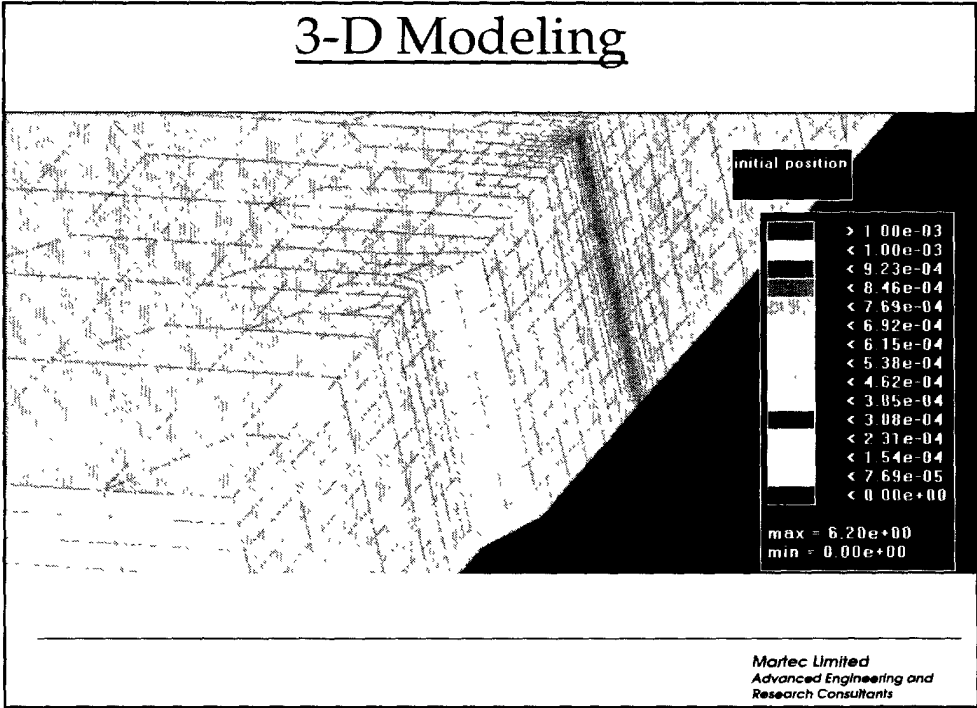 3-D Modeling
initial position
> 1.00e-03
< 1.00e-03
< 9.23e-04
< 8.46e-04
< 7.69e-04
< 6.92e-04
< 6.15e-04
< 5.38e-04
< 4.62e-04
< 3.85e-04
< 3.08e-04
< 2.31e-04
< 1.54e-04
< 7.69e-05
< 0.00e+00
max = 6.20e+00
min = 0.00e+00
Martec Limited
Advanced Engineering and
Research Consultants